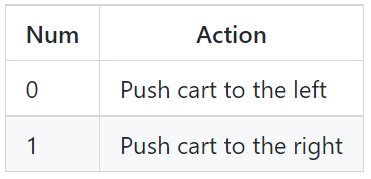 Num Action
0 Push cart to the left
1 Push cart to the right